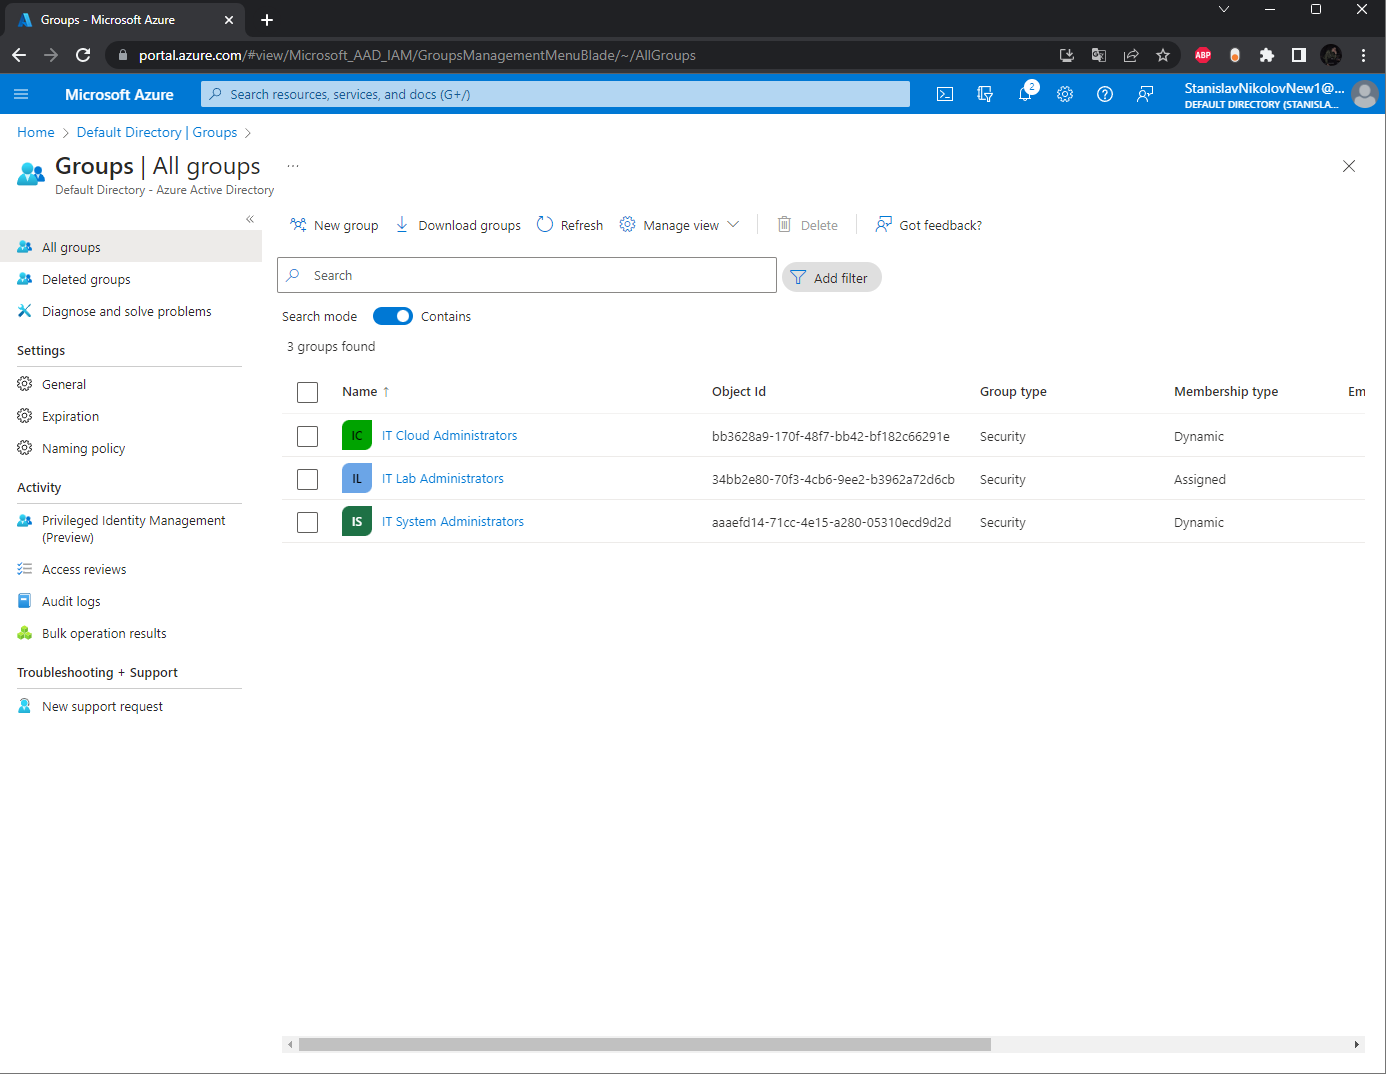 Groups - Microsoft Azure
portal.azure.com/#view/Microsoft_AAD_IAM/GroupsManagementMenuBlade/~/AllGroups
ABP
Microsoft Azure
Search resources, services, and docs (G+/)
2
StanislavNikolovNew1@...
DEFAULT DIRECTORY (STANISLA...
Home > Default Directory | Groups >
Groups | All groups ...
Default Directory - Azure Active Directory
«
New group Download groups Refresh Manage view Delete Got feedback?
All groups
Deleted groups
Diagnose and solve problems
Settings
General
Expiration
Naming policy
Activity
Privileged Identity Management
(Preview)
Access reviews
Audit logs
Bulk operation results
Troubleshooting + Support
New support request
Search
Add filter
Search mode Contains
3 groups found
Name ↑ Object Id Group type Membership type Em
IC IT Cloud Administrators bb3628a9-170f-48f7-bb42-bf182c66291e Security Dynamic
IL IT Lab Administrators 34bb2e80-70f3-4cb6-9ee2-b3962a72d6cb Security Assigned
IS IT System Administrators aaaefd14-71cc-4e15-a280-05310ecd9d2d Security Dynamic